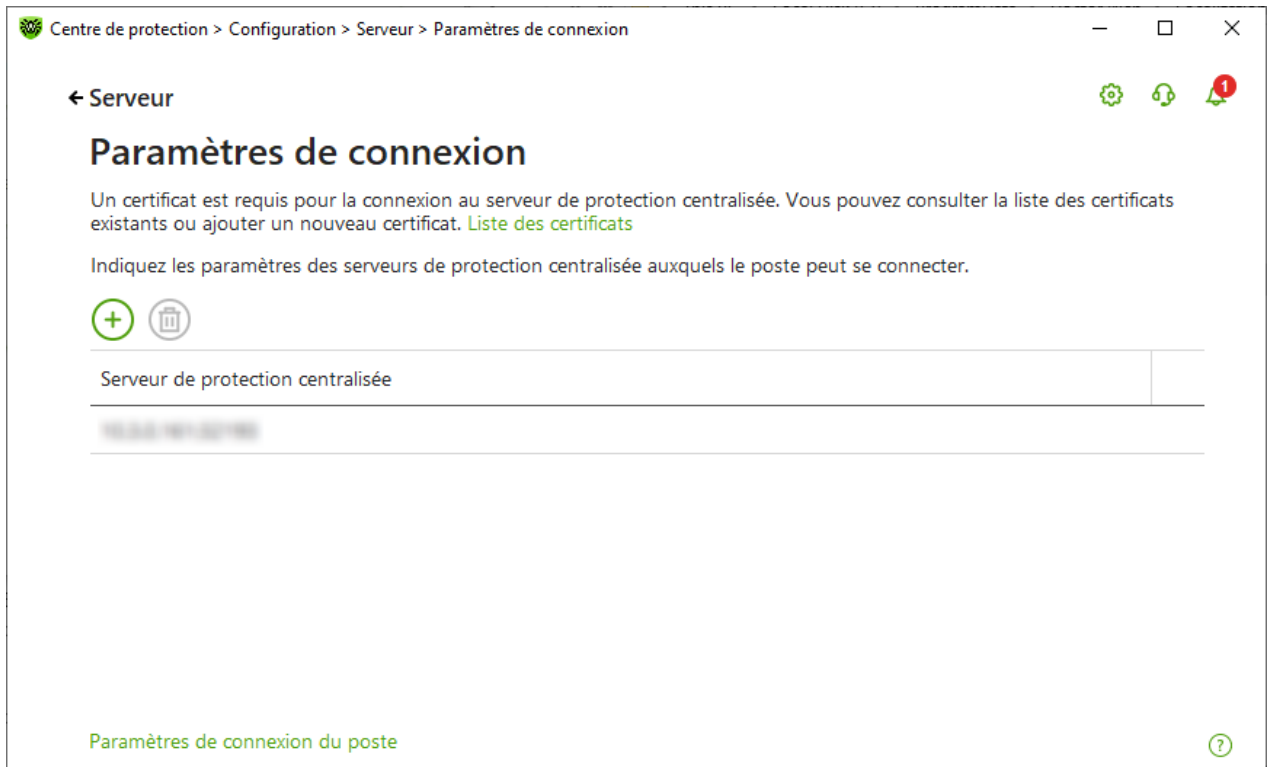 Centre de protection > Configuration > Serveur > Paramètres de connexion
Serveur
1
Paramètres de connexion
Un certificat est requis pour la connexion au serveur de protection centralisée. Vous pouvez consulter la liste des certificats
existants ou ajouter un nouveau certificat. Liste des certificats
Indiquez les paramètres des serveurs de protection centralisée auxquels le poste peut se connecter.
Serveur de protection centralisée
Paramètres de connexion du poste
?